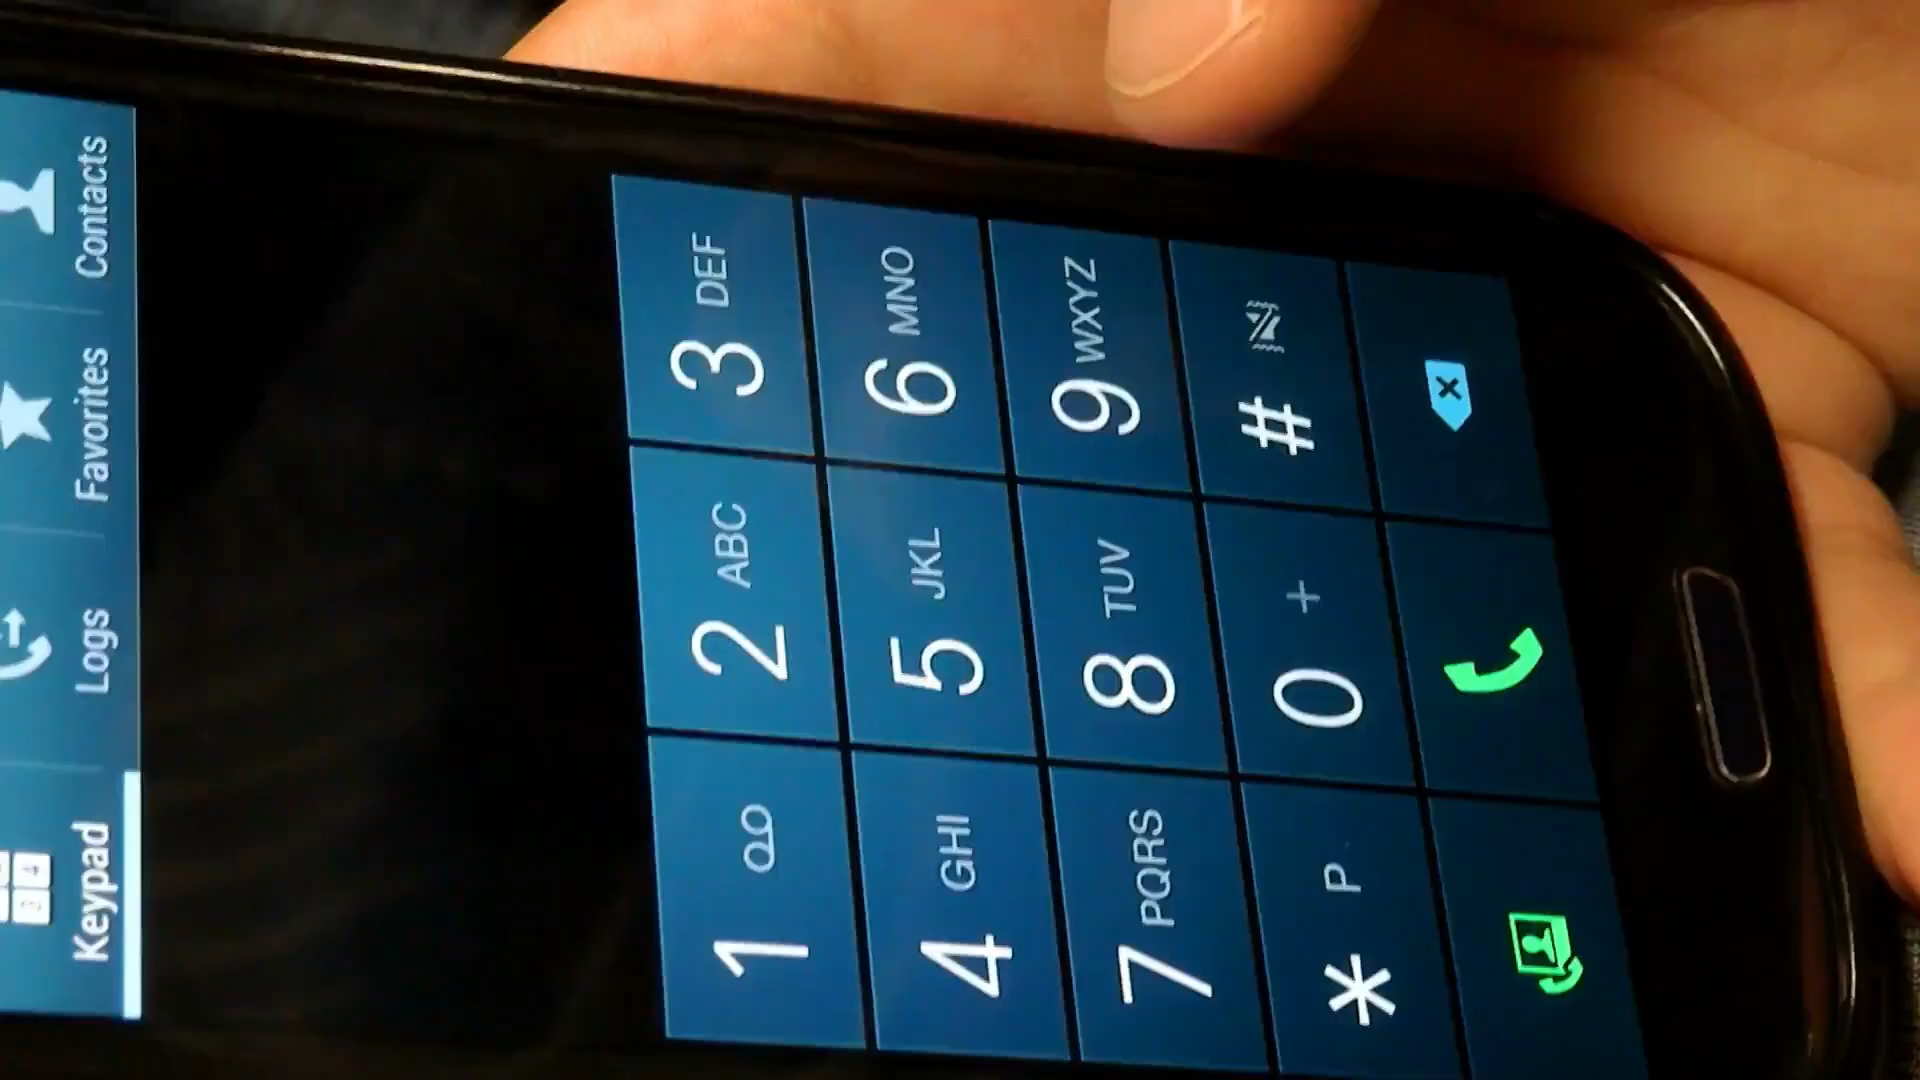 Keypad Logs Favorites Contacts
1 2 ABC 3 DEF
4 GHI 5 JKL 6 MNO
7 PQRS 8 TUV 9 WXYZ
* P 0 + #